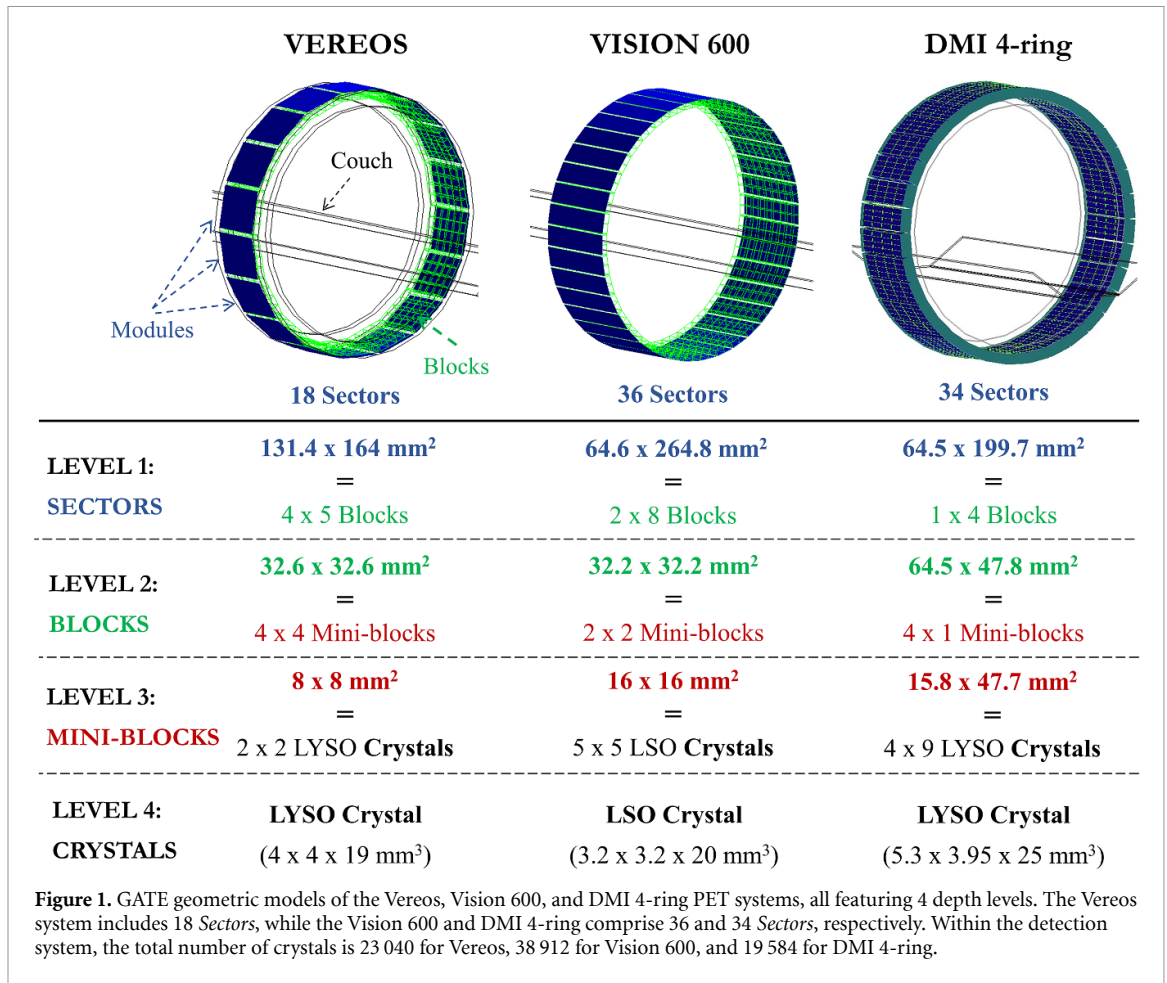 VEREOS VISION 600 DMI 4-ring
Couch
Modules
Blocks
18 Sectors 36 Sectors 34 Sectors
LEVEL 1:
SECTORS
131.4 x 164 mm² 64.6 x 264.8 mm² 64.5 x 199.7 mm²
= = =
4 x 5 Blocks 2 x 8 Blocks 1 x 4 Blocks
LEVEL 2:
BLOCKS
32.6 x 32.6 mm² 32.2 x 32.2 mm² 64.5 x 47.8 mm²
= = =
4 x 4 Mini-blocks 2 x 2 Mini-blocks 4 x 1 Mini-blocks
LEVEL 3:
MINI-BLOCKS
8 x 8 mm² 16 x 16 mm² 15.8 x 47.7 mm²
= = =
2 x 2 LYSO Crystals 5 x 5 LSO Crystals 4 x 9 LYSO Crystals
LEVEL 4:
CRYSTALS
LYSO Crystal LSO Crystal LYSO Crystal
(4 x 4 x 19 mm³) (3.2 x 3.2 x 20 mm³) (5.3 x 3.95 x 25 mm³)
Figure 1. GATE geometric models of the Vereos, Vision 600, and DMI 4-ring PET systems, all featuring 4 depth levels. The Vereos
system includes 18 Sectors, while the Vision 600 and DMI 4-ring comprise 36 and 34 Sectors, respectively. Within the detection
system, the total number of crystals is 23 040 for Vereos, 38 912 for Vision 600, and 19 584 for DMI 4-ring.